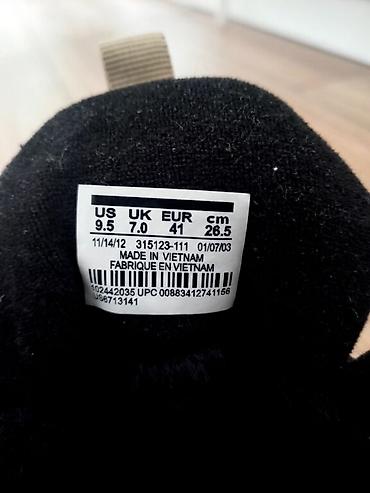 US UK EUR cm
9.5 7.0 41 26.5
11/14/12 315123-111 01/07/03
MADE IN VIETNAM
FABRIQUE EN VIETNAM
102442035 UPC 00883412741156
US6713141